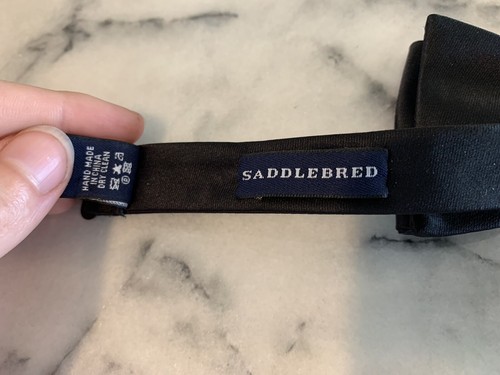 HAND MADE
IN CHINA
DRY CLEAN
SADDLEBRED